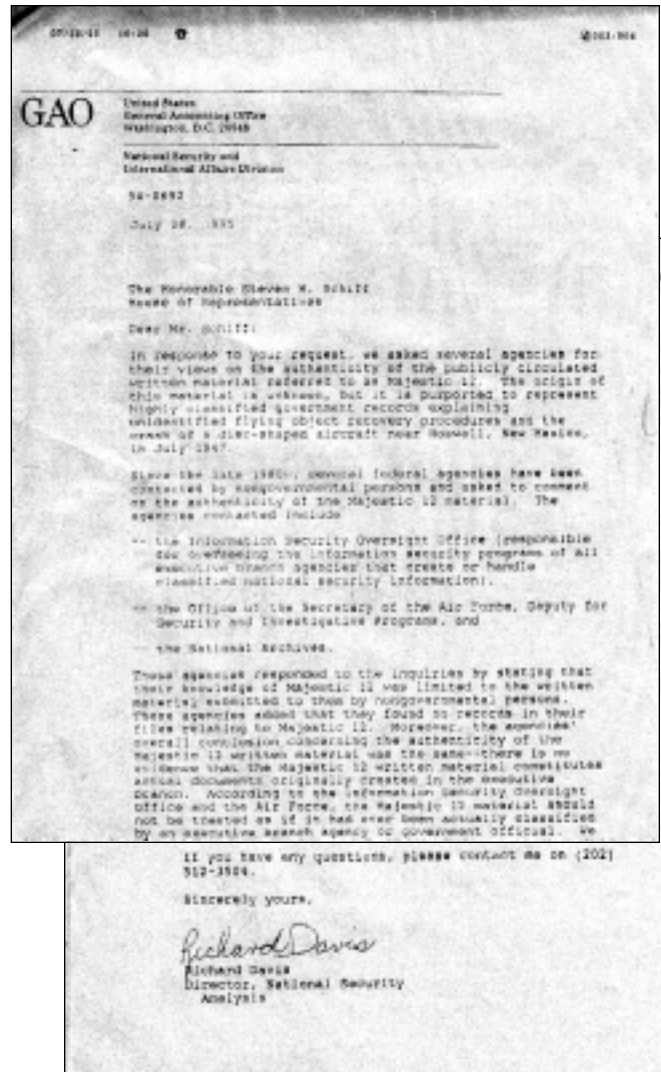 GAO
United States
General Accounting Office
Washington, D.C. 20548
National Security and
International Affairs Division
July 28, 1995
The Honorable Steven H. Schiff
House of Representatives
Dear Mr. Schiff:
In response to your request, we asked several agencies for
their views on the authenticity of the publicly circulated
written material referred to as Majestic 12. The origin of
this material is unknown, but it is purported to represent
highly classified government records explaining
unidentified flying object recovery procedures and the
crash of a disc-shaped aircraft near Roswell, New Mexico,
in July 1947.
Since the late 1980s, several federal agencies have been
contacted by nongovernmental persons and asked to comment
on the authenticity of the Majestic 12 material. The
agencies contacted include
-- the Information Security Oversight Office (responsible
for overseeing the information security programs of all
executive branch agencies that create or handle
classified national security information),
-- the Office of the Secretary of the Air Force, Deputy for
Security and Investigative Programs, and
-- the National Archives.
These agencies responded to the inquiries by stating that
their knowledge of Majestic 12 was limited to the written
material submitted to them by nongovernmental persons.
These agencies added that they found no records in their
files relating to Majestic 12. Moreover, the agencies'
overall conclusion concerning the authenticity of the
Majestic 12 written material was the same--there is no
evidence that the Majestic 12 written material constitutes
actual documents originally created in the executive
branch. According to the Information Security Oversight
Office and the Air Force, the Majestic 12 material should
not be treated as if it had ever been actually classified
by an executive branch agency or government official. We
If you have any questions, please contact me on (202)
512-3504.
Sincerely yours,
Richard Davis
Richard Davis
Director, National Security
Analysis